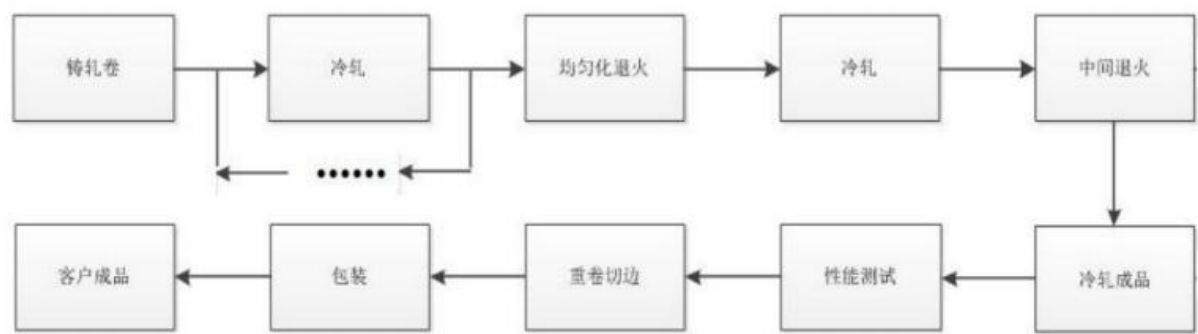 铸轧卷
冷轧
均匀化退火
冷轧
中间退火
••••••
客户成品
包装
重卷切边
性能测试
冷轧成品